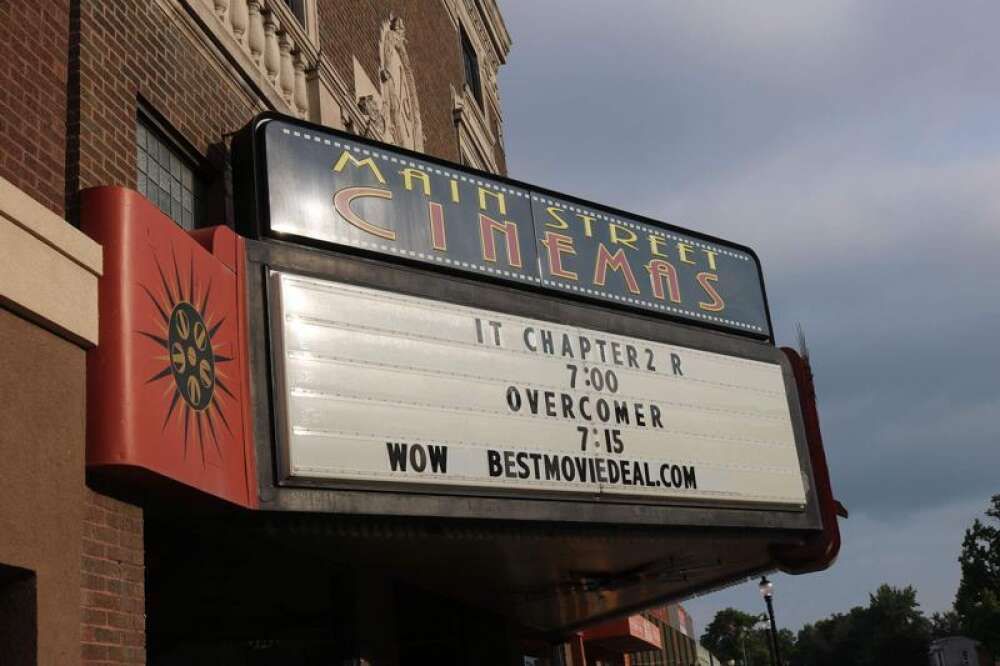 MAIN STREET
CINEMAS
IT CHAPTER2 R
7:00
OVERCOMER
7:15
WOW BESTMOVIEDEAL.COM